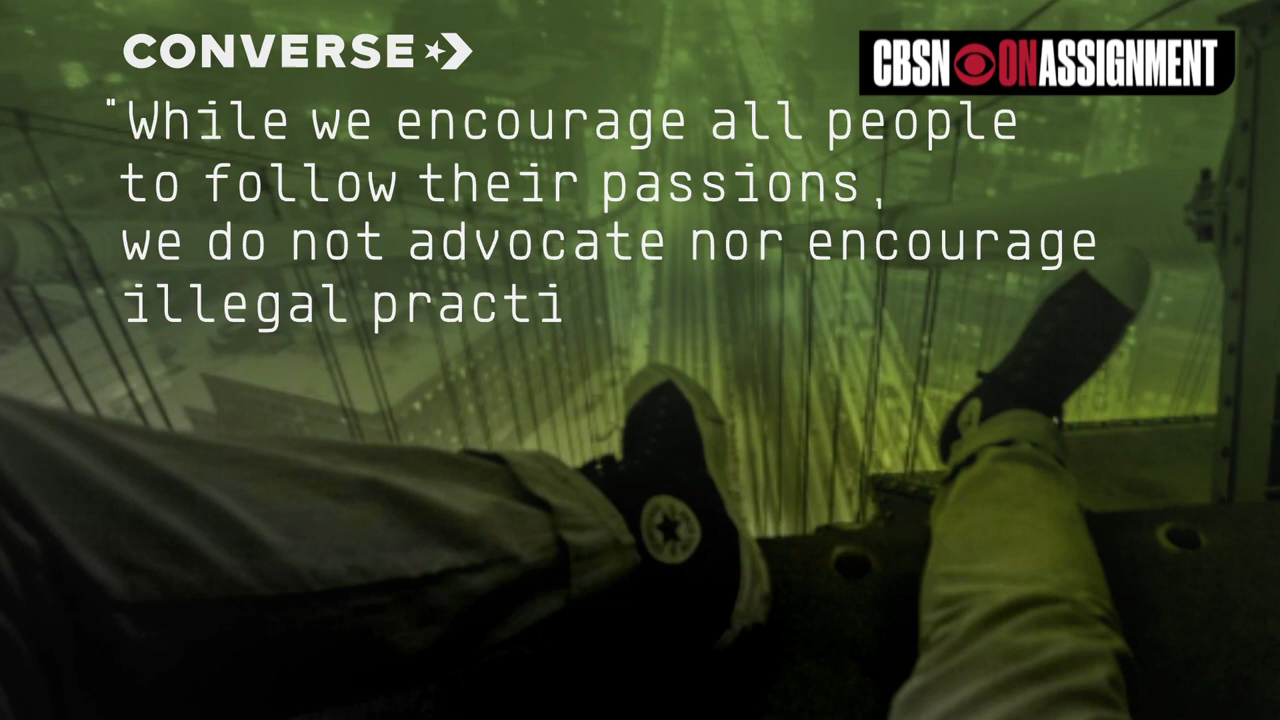 CONVERSE
CBSN ON ASSIGNMENT
"While we encourage all people
to follow their passions,
we do not advocate nor encourage
illegal practi